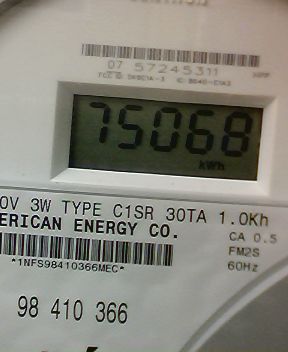 07 57245311
75068
kWh
0V 3W TYPE C1SR 30TA 1.0Kh
ERICAN ENERGY CO.
CA 0.5
FM2S
*1NFS98410366MEC*
60Hz
98 410 366